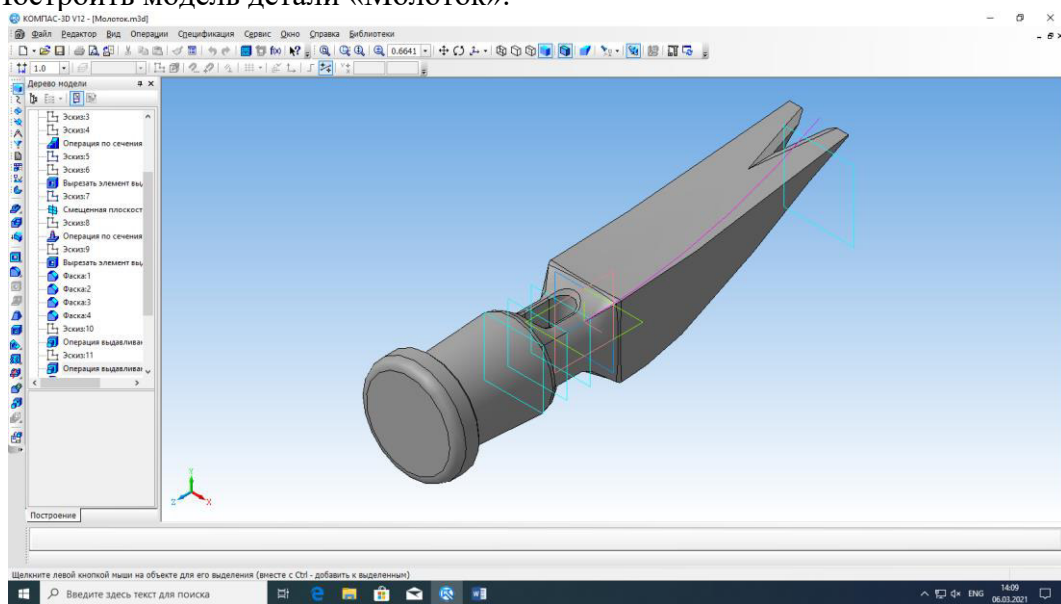 Построить модель детали «Молоток».
КОМПАС-3D V12 - [Молоток.m3d]
Файл Редактор Вид Операции Спецификация Сервис Окно Справка Библиотеки
0.6641
1.0
Дерево модели
Эскиз:3
Эскиз:4
Операция по сечения
Эскиз:5
Эскиз:6
Вырезать элемент выд
Эскиз:7
Смещенная плоскост
Эскиз:8
Операция по сечения
Эскиз:9
Вырезать элемент выд
Фаска:1
Фаска:2
Фаска:3
Фаска:4
Эскиз:10
Операция выдавливан
Эскиз:11
Операция выдавливан
Y
Z X
Построение
Щелкните левой кнопкой мыши на объекте для его выделения (вместе с Ctrl - добавить к выделенным)
Введите здесь текст для поиска
ENG
14:09
06.03.2021